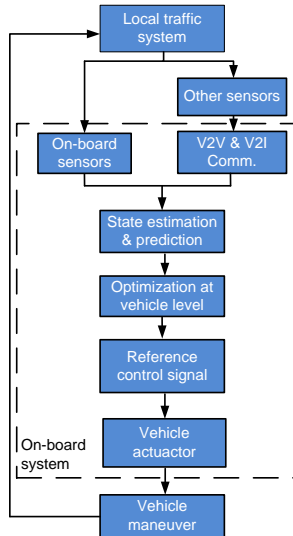 Local traffic
system
Other sensors
On-board
sensors
V2V & V2I
Comm.
State estimation
& prediction
Optimization at
vehicle level
Reference
control signal
Vehicle
actuactor
On-board
system
Vehicle
maneuver